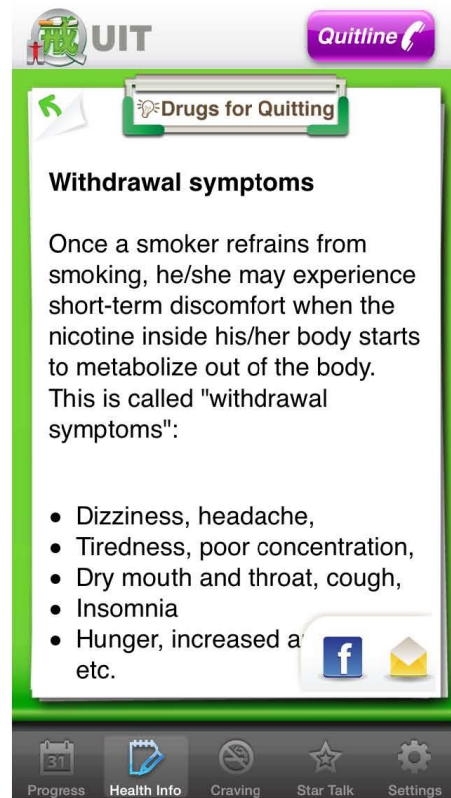 戒 UIT
Quitline
Drugs for Quitting
Withdrawal symptoms
Once a smoker refrains from
smoking, he/she may experience
short-term discomfort when the
nicotine inside his/her body starts
to metabolize out of the body.
This is called "withdrawal
symptoms":
● Dizziness, headache,
● Tiredness, poor concentration,
● Dry mouth and throat, cough,
● Insomnia
● Hunger, increased
etc.
f
31
Progress
Health Info
Craving
Star Talk
Settings